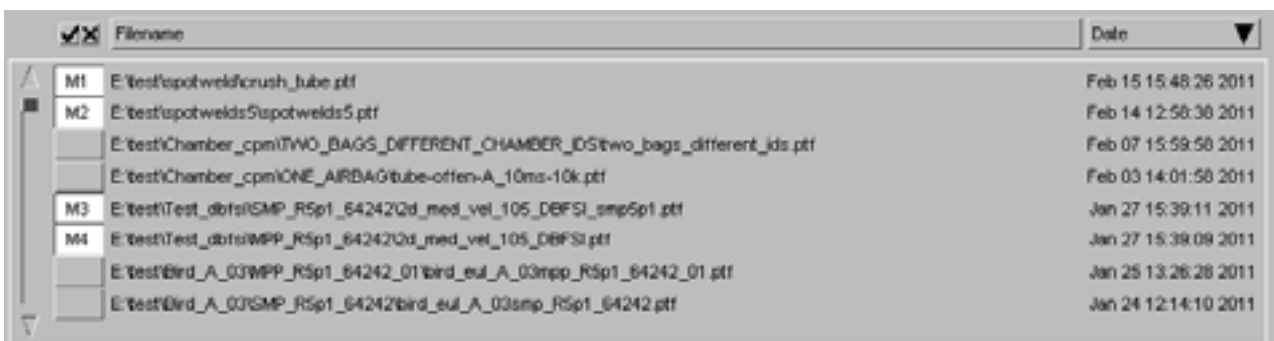 Filename Date
M1 E:\test\spotweld\crush_tube.ptf Feb 15 15:48:26 2011
M2 E:\test\spotwelds5\spotwelds5.ptf Feb 14 12:58:38 2011
E:\test\Chamber_cpm\TWO_BAGS_DIFFERENT_CHAMBER_IDS\two_bags_different_ids.ptf Feb 07 15:59:58 2011
E:\test\Chamber_cpm\ONE_AIRBAG\tube-offen-A_10ms-10k.ptf Feb 03 14:01:58 2011
M3 E:\test\Test_dbfsi\SMP_R5p1_64242\2d_med_vel_105_DBFSI_smp5p1.ptf Jan 27 15:39:11 2011
M4 E:\test\Test_dbfsi\MPP_R5p1_64242\2d_med_vel_105_DBFSI.ptf Jan 27 15:39:09 2011
E:\test\Bird_A_03\MPP_R5p1_64242_01\bird_eul_A_03mpp_R5p1_64242_01.ptf Jan 25 13:26:28 2011
E:\test\Bird_A_03\SMP_R5p1_64242\bird_eul_A_03smp_R5p1_64242.ptf Jan 24 12:14:10 2011